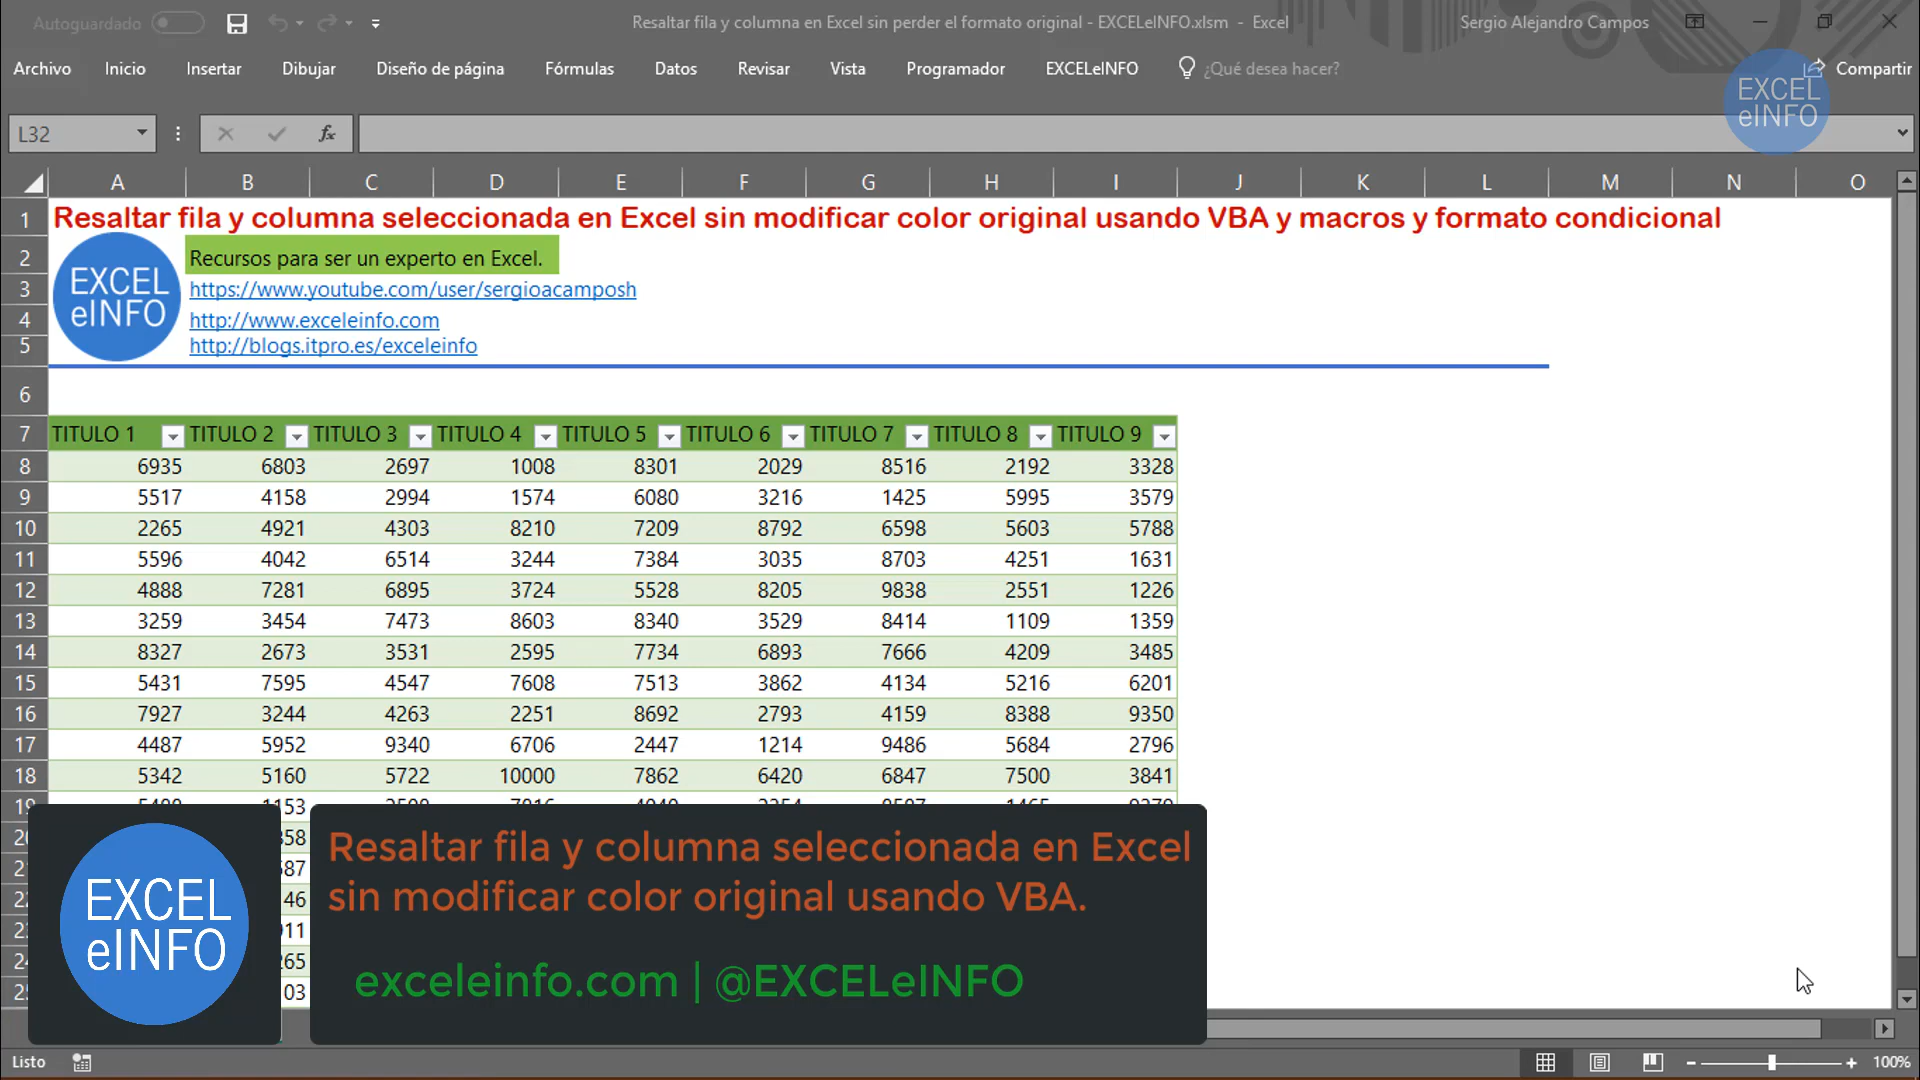 Autoguardado
Resaltar fila y columna en Excel sin perder el formato original - EXCELeINFO.xlsm - Excel
Sergio Alejandro Campos
Archivo Inicio Insertar Dibujar Diseño de página Fórmulas Datos Revisar Vista Programador EXCELeINFO ¿Qué desea hacer? Compartir
EXCEL
eINFO
L32 fx
A B C D E F G H I J K L M N O
1 Resaltar fila y columna seleccionada en Excel sin modificar color original usando VBA y macros y formato condicional
EXCEL
eINFO
2 Recursos para ser un experto en Excel.
3 https://www.youtube.com/user/sergioacamposh
4 http://www.exceleinfo.com
5 http://blogs.itpro.es/exceleinfo
6
7 TITULO 1 TITULO 2 TITULO 3 TITULO 4 TITULO 5 TITULO 6 TITULO 7 TITULO 8 TITULO 9
8 6935 6803 2697 1008 8301 2029 8516 2192 3328
9 5517 4158 2994 1574 6080 3216 1425 5995 3579
10 2265 4921 4303 8210 7209 8792 6598 5603 5788
11 5596 4042 6514 3244 7384 3035 8703 4251 1631
12 4888 7281 6895 3724 5528 8205 9838 2551 1226
13 3259 3454 7473 8603 8340 3529 8414 1109 1359
14 8327 2673 3531 2595 7734 6893 7666 4209 3485
15 5431 7595 4547 7608 7513 3862 4134 5216 6201
16 7927 3244 4263 2251 8692 2793 4159 8388 9350
17 4487 5952 9340 6706 2447 1214 9486 5684 2796
18 5342 5160 5722 10000 7862 6420 6847 7500 3841
19
EXCEL
eINFO
Resaltar fila y columna seleccionada en Excel
sin modificar color original usando VBA.
exceleinfo.com | @EXCELeINFO
Listo 100%